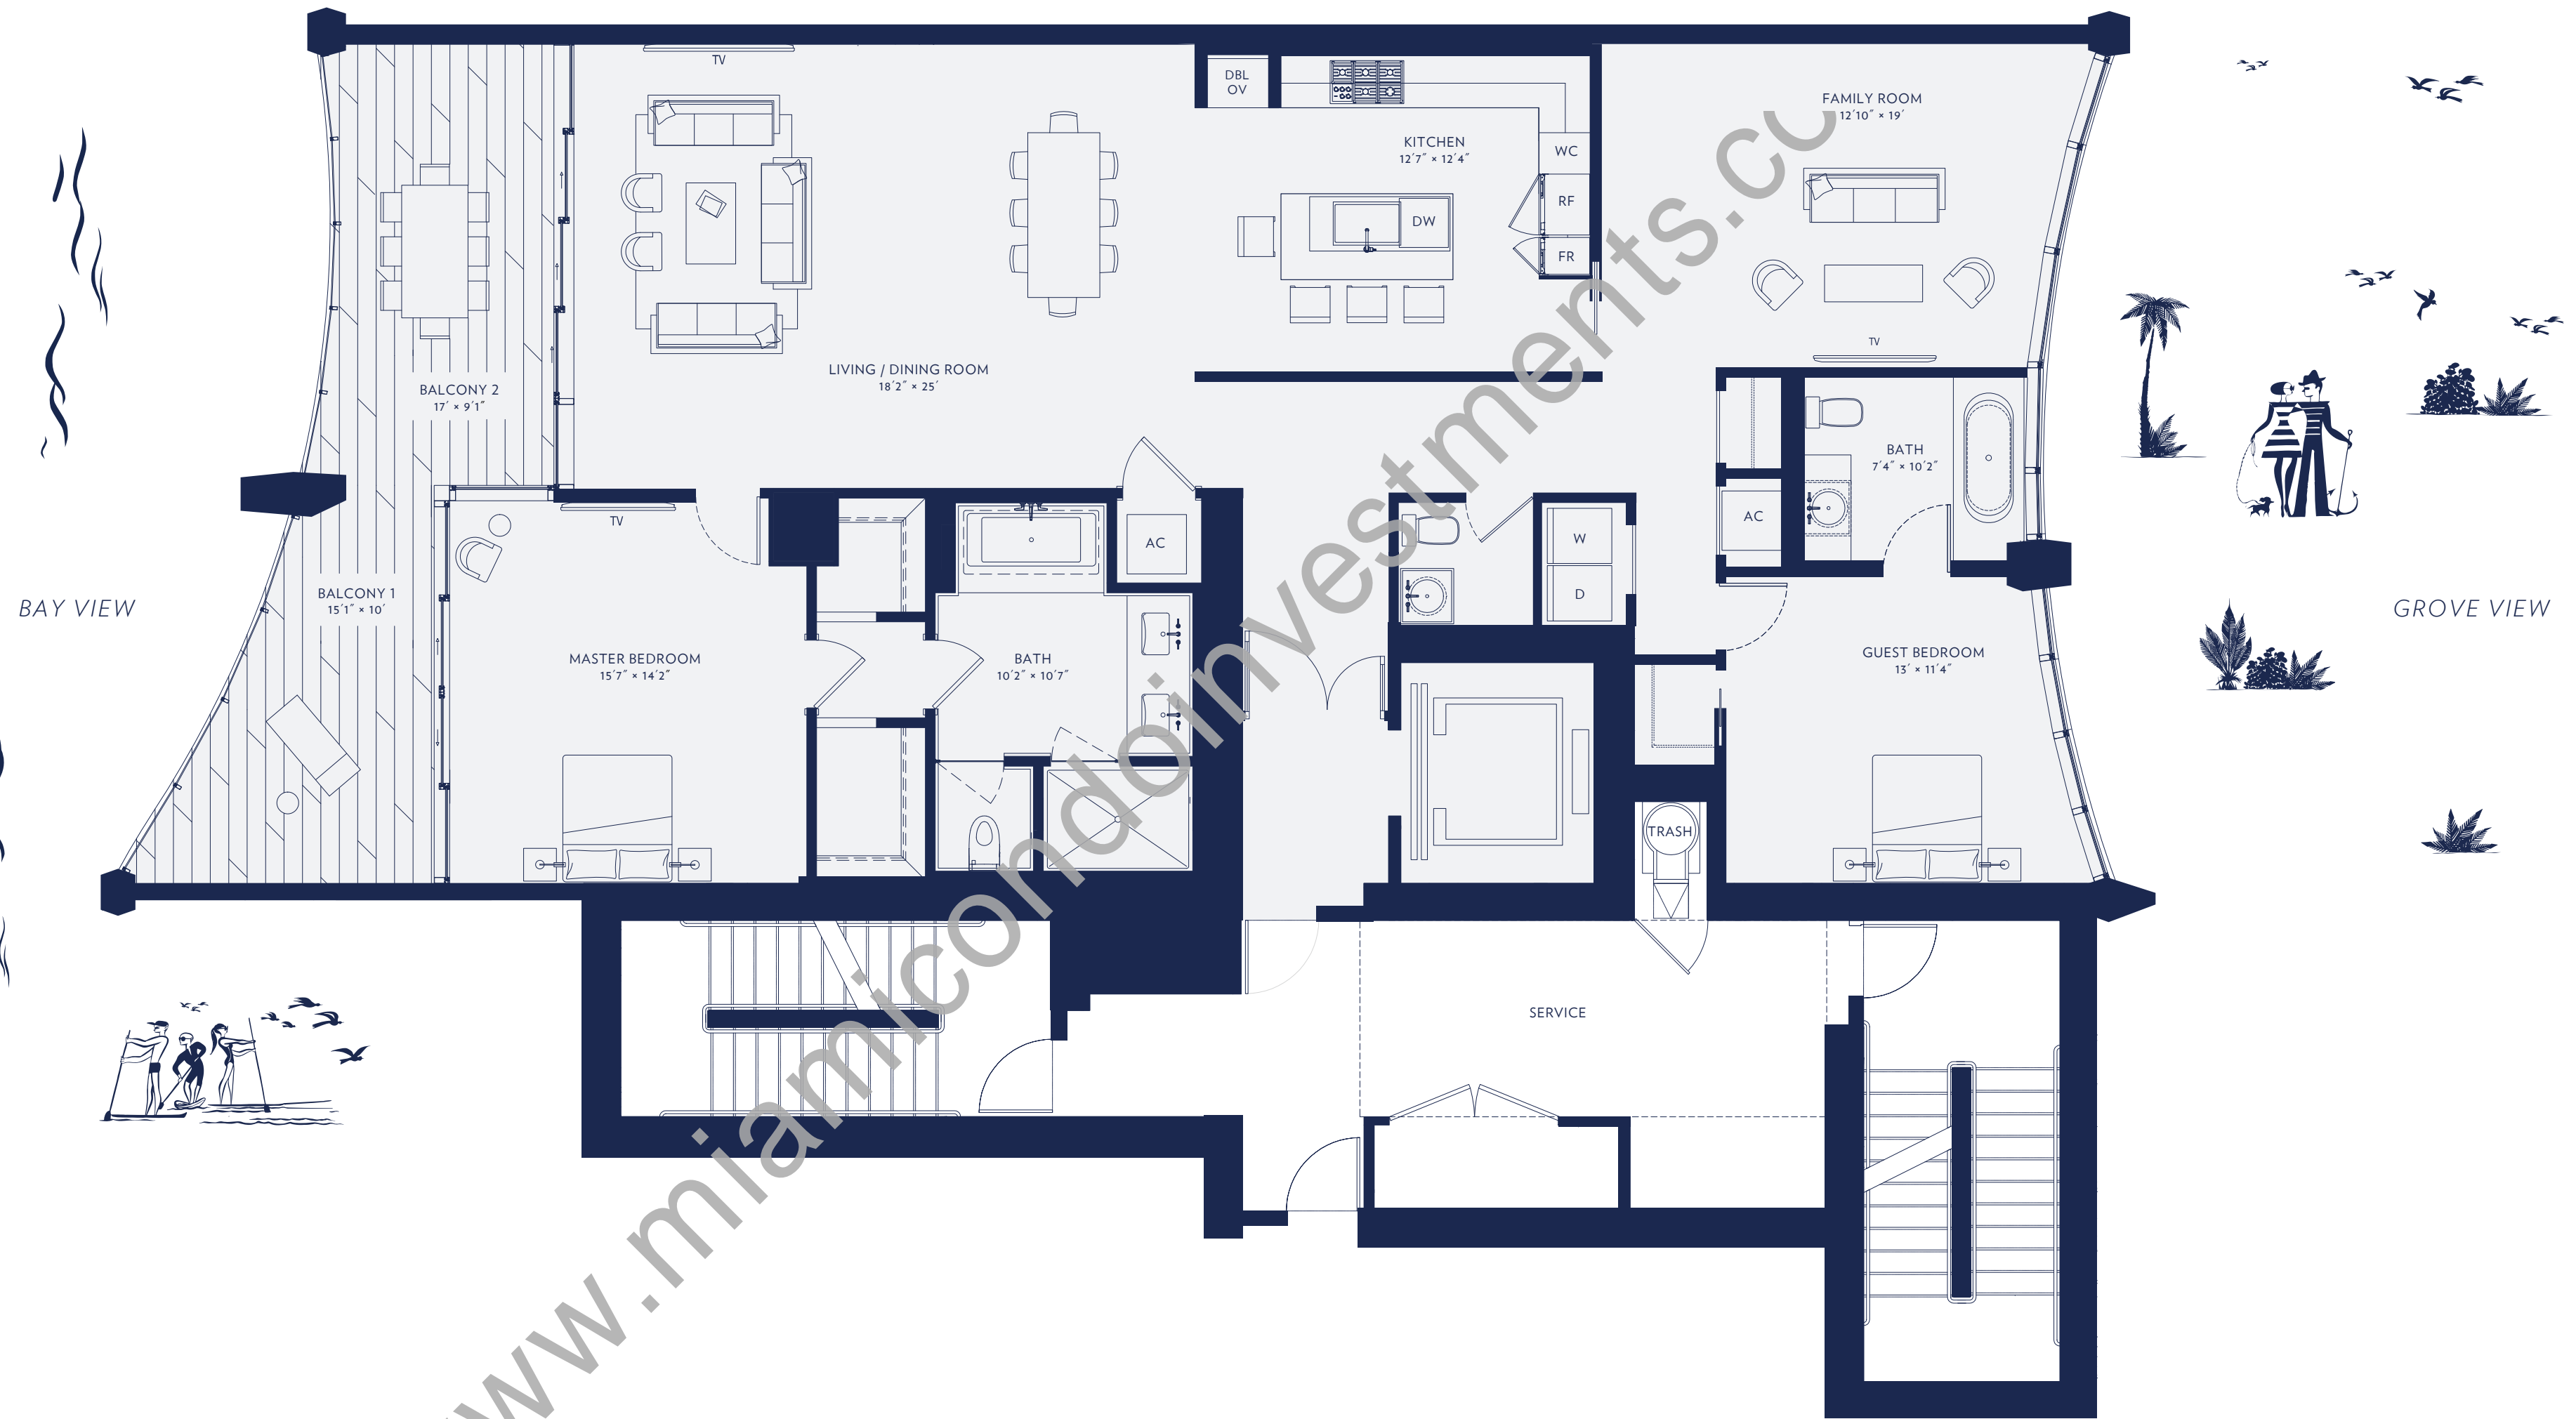 TV
DBL
OV
KITCHEN
12'7" × 12'4"
WC
RF
FR
DW
FAMILY ROOM
12'10" × 19'
TV
LIVING / DINING ROOM
18'2" × 25'
BALCONY 2
17' × 9'1"
BATH
7'4" × 10'2"
AC
TV
AC
W
D
BALCONY 1
15'1" × 10'
BAY VIEW
GROVE VIEW
MASTER BEDROOM
15'7" × 14'2"
BATH
10'2" × 10'7"
GUEST BEDROOM
13' × 11'4"
TRASH
SERVICE
www.miamicondoinvestments.co